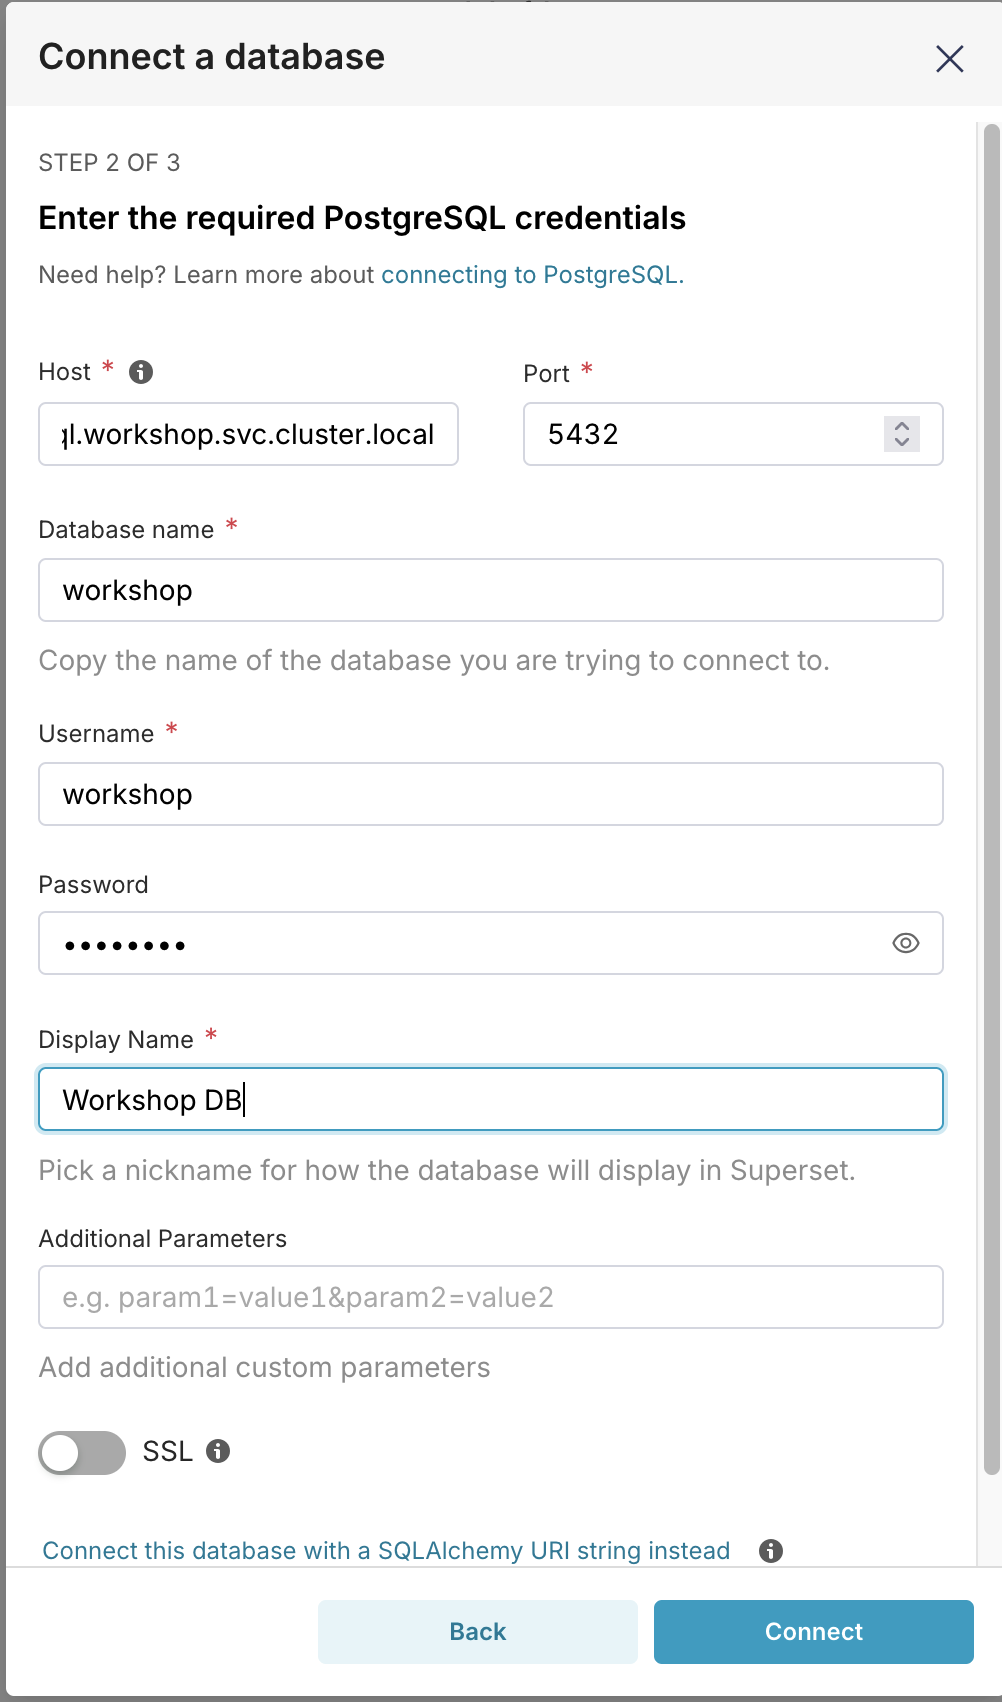 Connect a database
STEP 2 OF 3
Enter the required PostgreSQL credentials
Need help? Learn more about connecting to PostgreSQL.
Host *
Port *
ql.workshop.svc.cluster.local
5432
Database name *
workshop
Copy the name of the database you are trying to connect to.
Username *
workshop
Password
••••••••
Display Name *
Workshop DB
Pick a nickname for how the database will display in Superset.
Additional Parameters
e.g. param1=value1&param2=value2
Add additional custom parameters
SSL
Connect this database with a SQLAlchemy URI string instead
Back
Connect